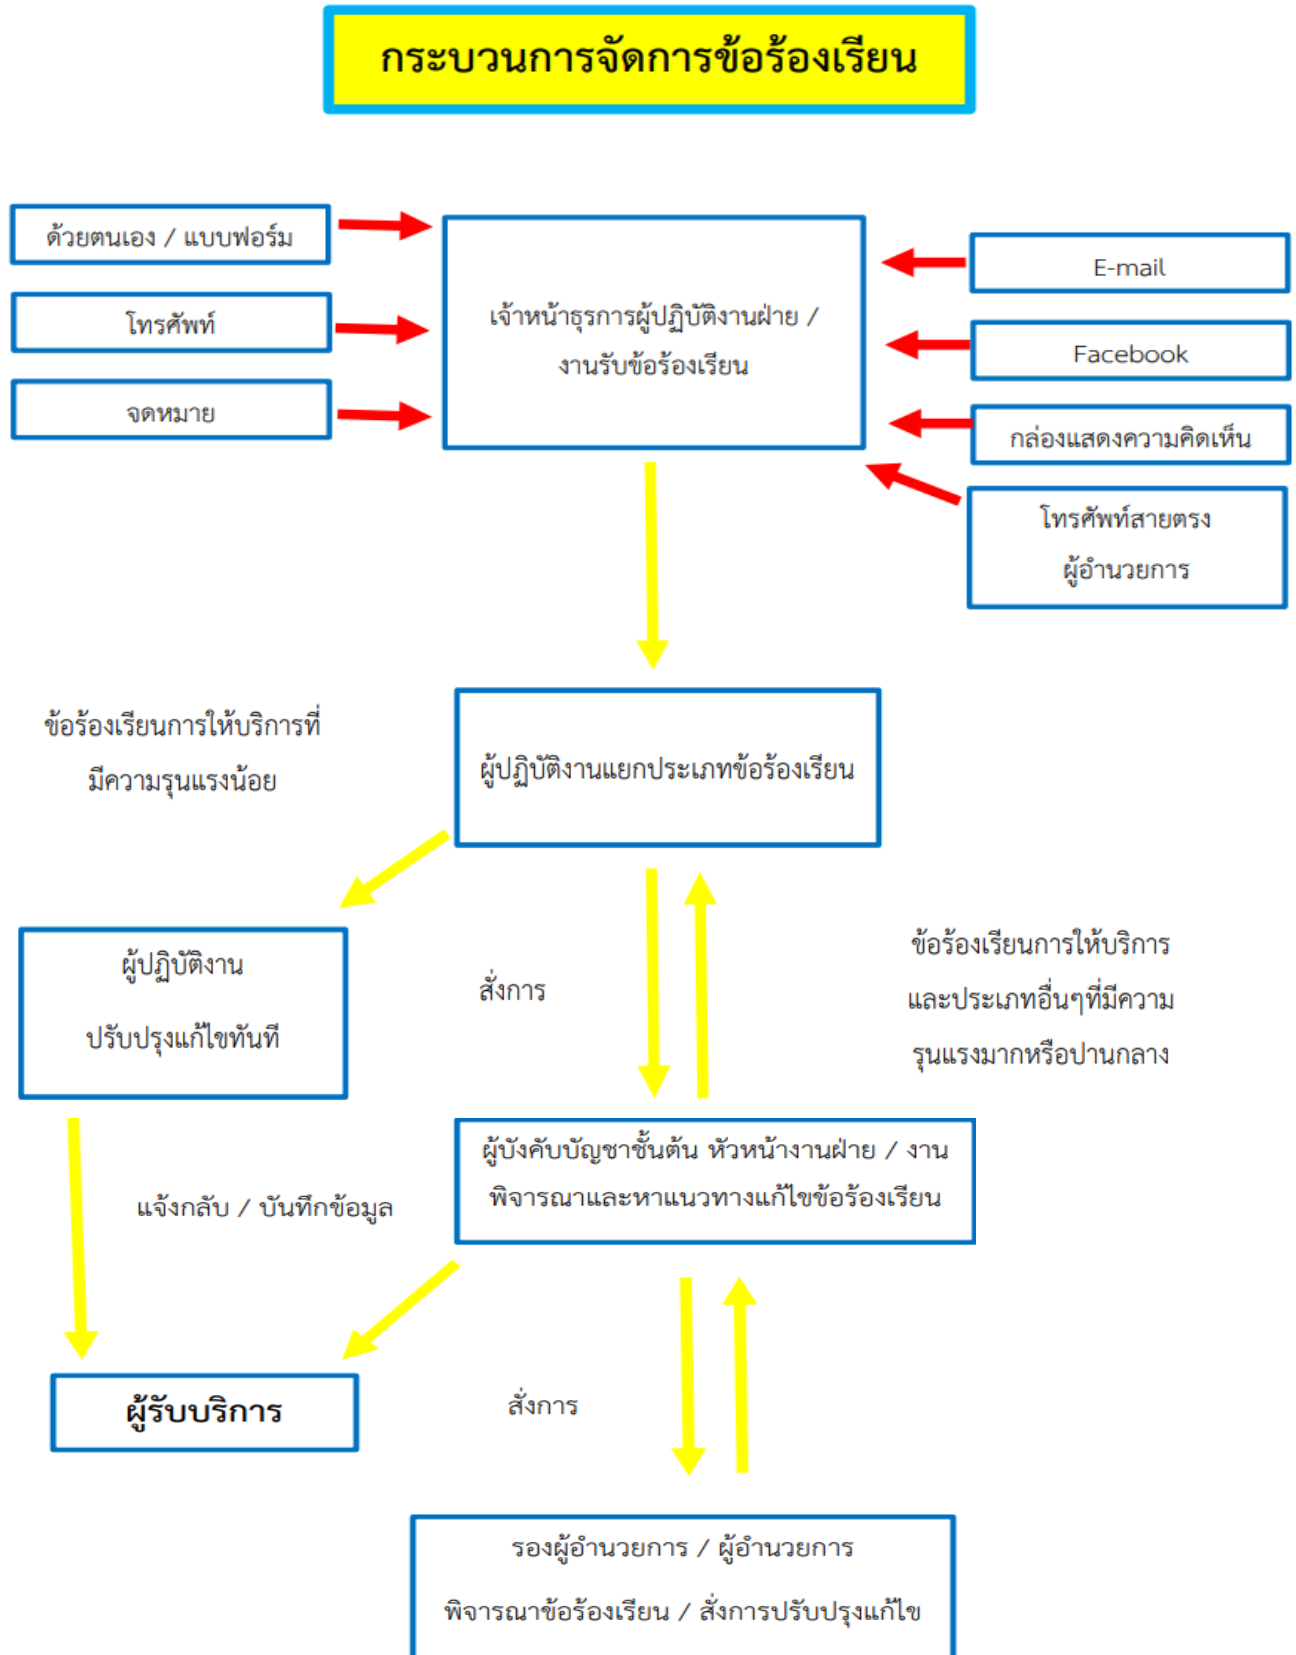 กระบวนการจัดการข้อร้องเรียน
ด้วยตนเอง / แบบฟอร์ม
โทรศัพท์
จดหมาย
เจ้าหน้าธุรการผู้ปฏิบัติงานฝ่าย /
งานรับข้อร้องเรียน
E-mail
Facebook
กล่องแสดงความคิดเห็น
โทรศัพท์สายตรง
ผู้อำนวยการ
ข้อร้องเรียนการให้บริการที่
มีความรุนแรงน้อย
ผู้ปฏิบัติงานแยกประเภทข้อร้องเรียน
ผู้ปฏิบัติงาน
ปรับปรุงแก้ไขทันที
สั่งการ
ข้อร้องเรียนการให้บริการ
และประเภทอื่นๆที่มีความ
รุนแรงมากหรือปานกลาง
ผู้บังคับบัญชาชั้นต้น หัวหน้างานฝ่าย / งาน
พิจารณาและหาแนวทางแก้ไขข้อร้องเรียน
แจ้งกลับ / บันทึกข้อมูล
ผู้รับบริการ
สั่งการ
รองผู้อำนวยการ / ผู้อำนวยการ
พิจารณาข้อร้องเรียน / สั่งการปรับปรุงแก้ไข